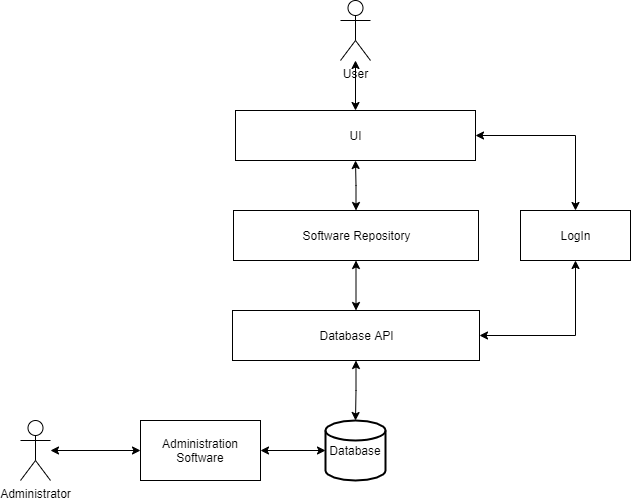 User
UI
Software Repository
LogIn
Database API
Administration
Software
Database
Administrator